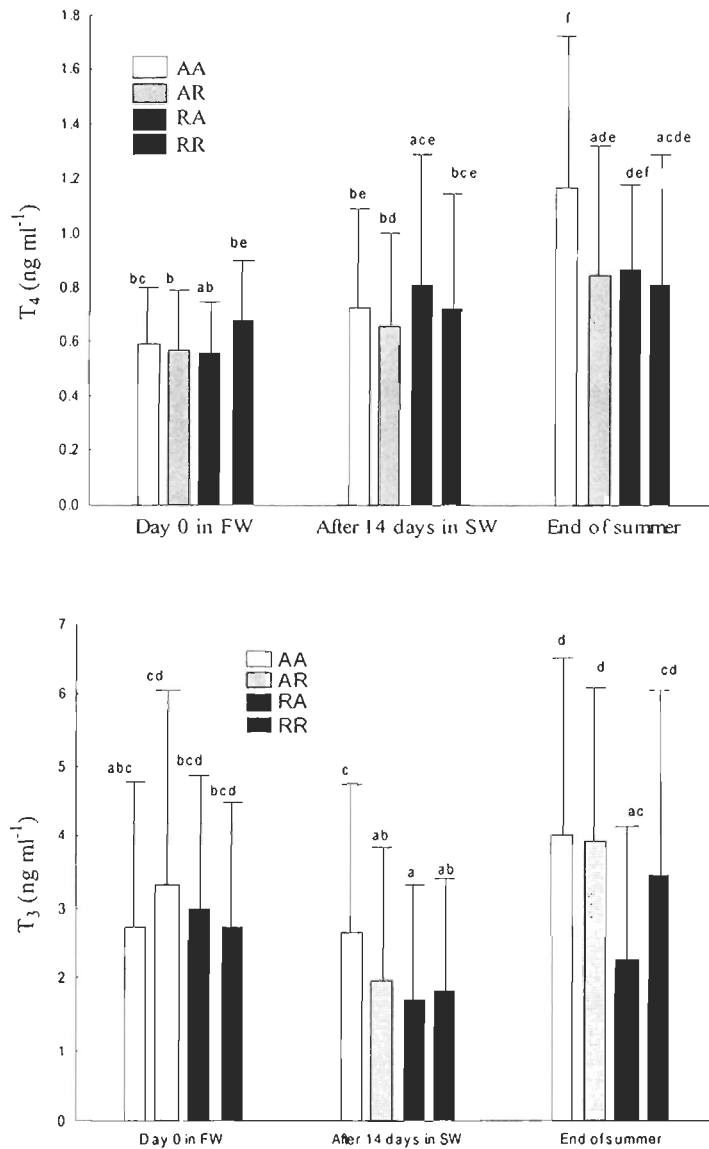 f
1.8
1.6
AA
AR
RA
RR
ace
ade
acde
1.4
bce
def
1.2
be
bd
T4 (ng ml-1)
1.0
be
0.8
bc
b
ab
0.6
0.4
0.2
0.0
Day 0 in FW
After 14 days in SW
End of summer
7
d
AA
AR
RA
RR
cd
d
cd
6
bcd
5
abc
bcd
c
T3 (ng ml-1)
4
ab
a
ab
ac
3
2
1
0
Day 0 in FW
After 14 days in SW
End of summer